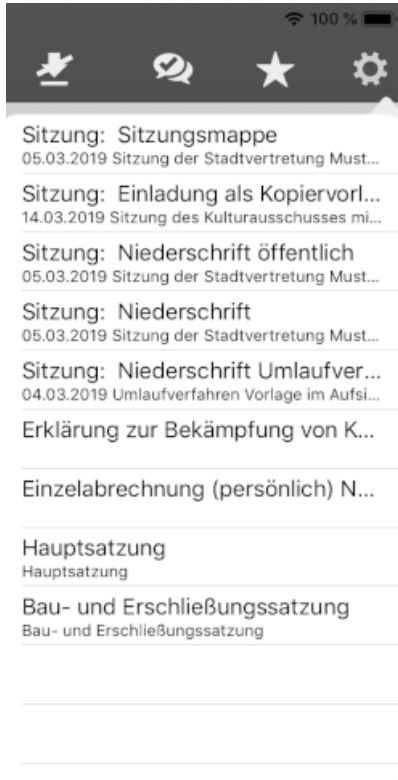 100 %
Sitzung: Sitzungsmappe
05.03.2019 Sitzung der Stadtvertretung Must...
Sitzung: Einladung als Kopiervorl...
14.03.2019 Sitzung des Kulturausschusses mi...
Sitzung: Niederschrift öffentlich
05.03.2019 Sitzung der Stadtvertretung Must...
Sitzung: Niederschrift
05.03.2019 Sitzung der Stadtvertretung Must...
Sitzung: Niederschrift Umlaufver...
04.03.2019 Umlaufverfahren Vorlage im Aufsi...
Erklärung zur Bekämpfung von K...
Einzelabrechnung (persönlich) N...
Hauptsatzung
Hauptsatzung
Bau- und Erschließungssatzung
Bau- und Erschließungssatzung